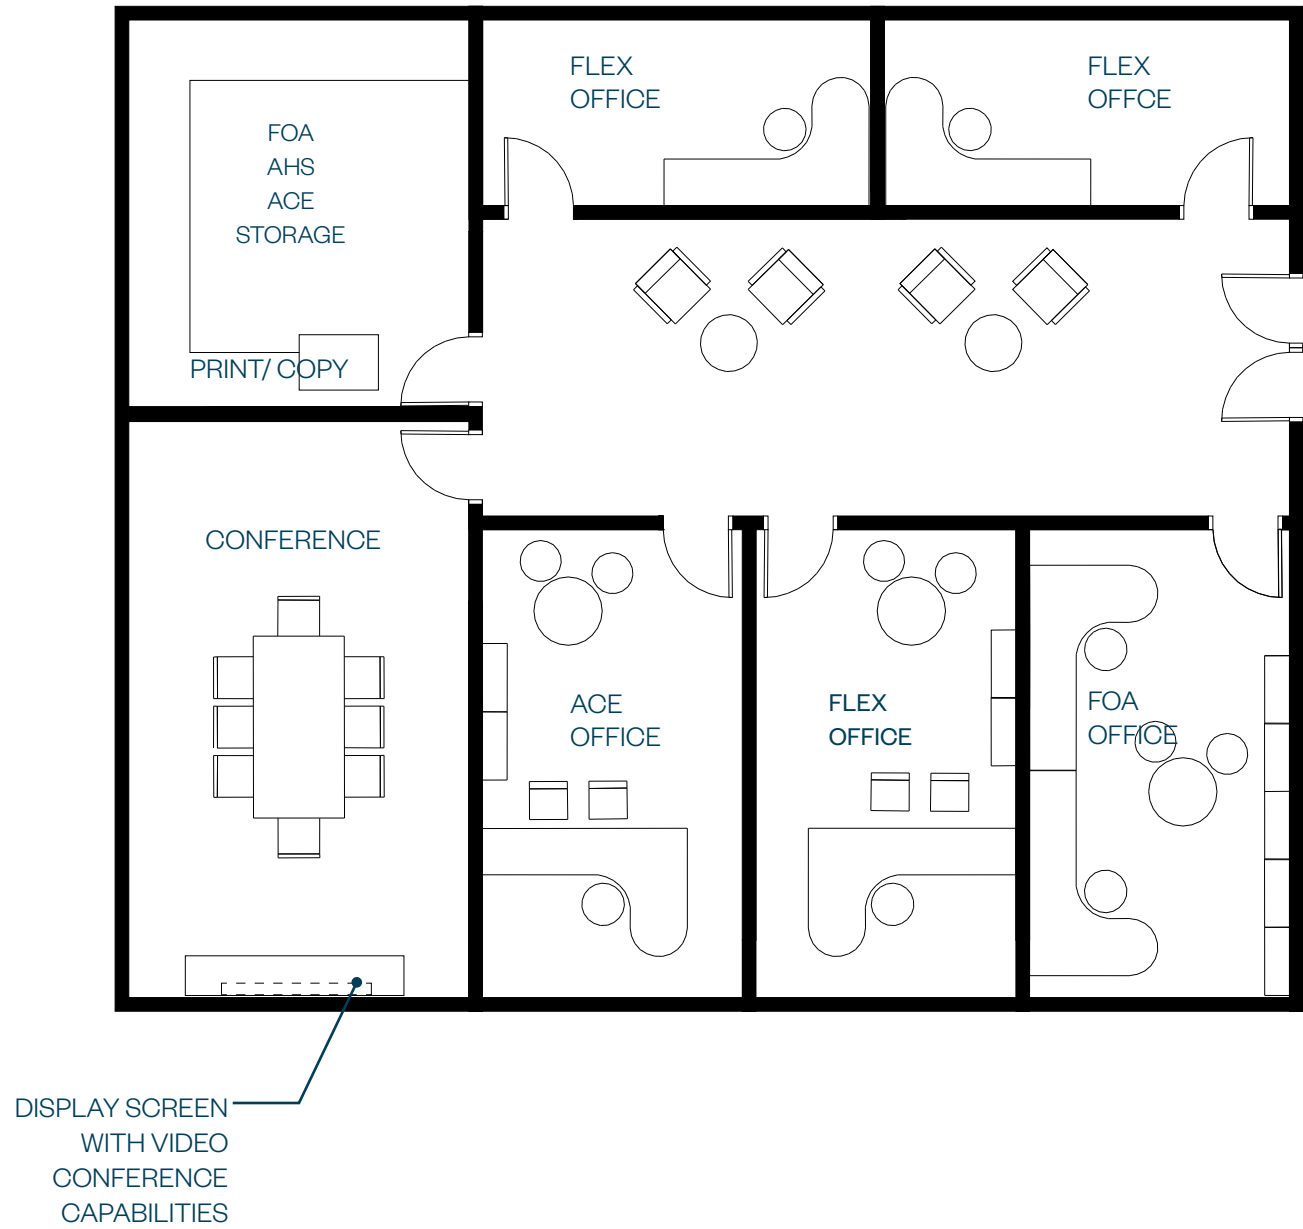 FLEX
OFFICE
FLEX
OFFCE
FOA
AHS
ACE
STORAGE
PRINT/ COPY
CONFERENCE
ACE
OFFICE
FLEX
OFFICE
FOA
OFFICE
DISPLAY SCREEN
WITH VIDEO
CONFERENCE
CAPABILITIES